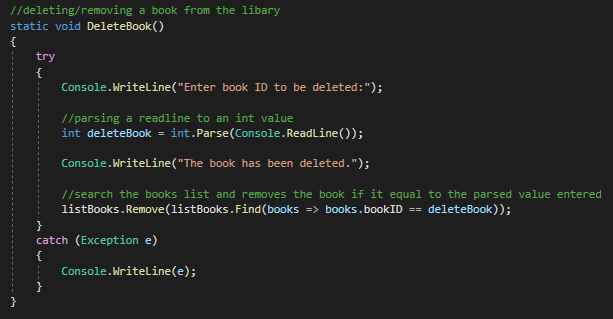 //deleting/removing a book from the libary
static void DeleteBook()
{
try
{
Console.WriteLine("Enter book ID to be deleted:");
//parsing a readline to an int value
int deleteBook = int.Parse(Console.ReadLine());
Console.WriteLine("The book has been deleted.");
//search the books list and removes the book if it equal to the parsed value entered
listBooks.Remove(listBooks.Find(books => books.bookID == deleteBook));
}
catch (Exception e)
{
Console.WriteLine(e);
}
}